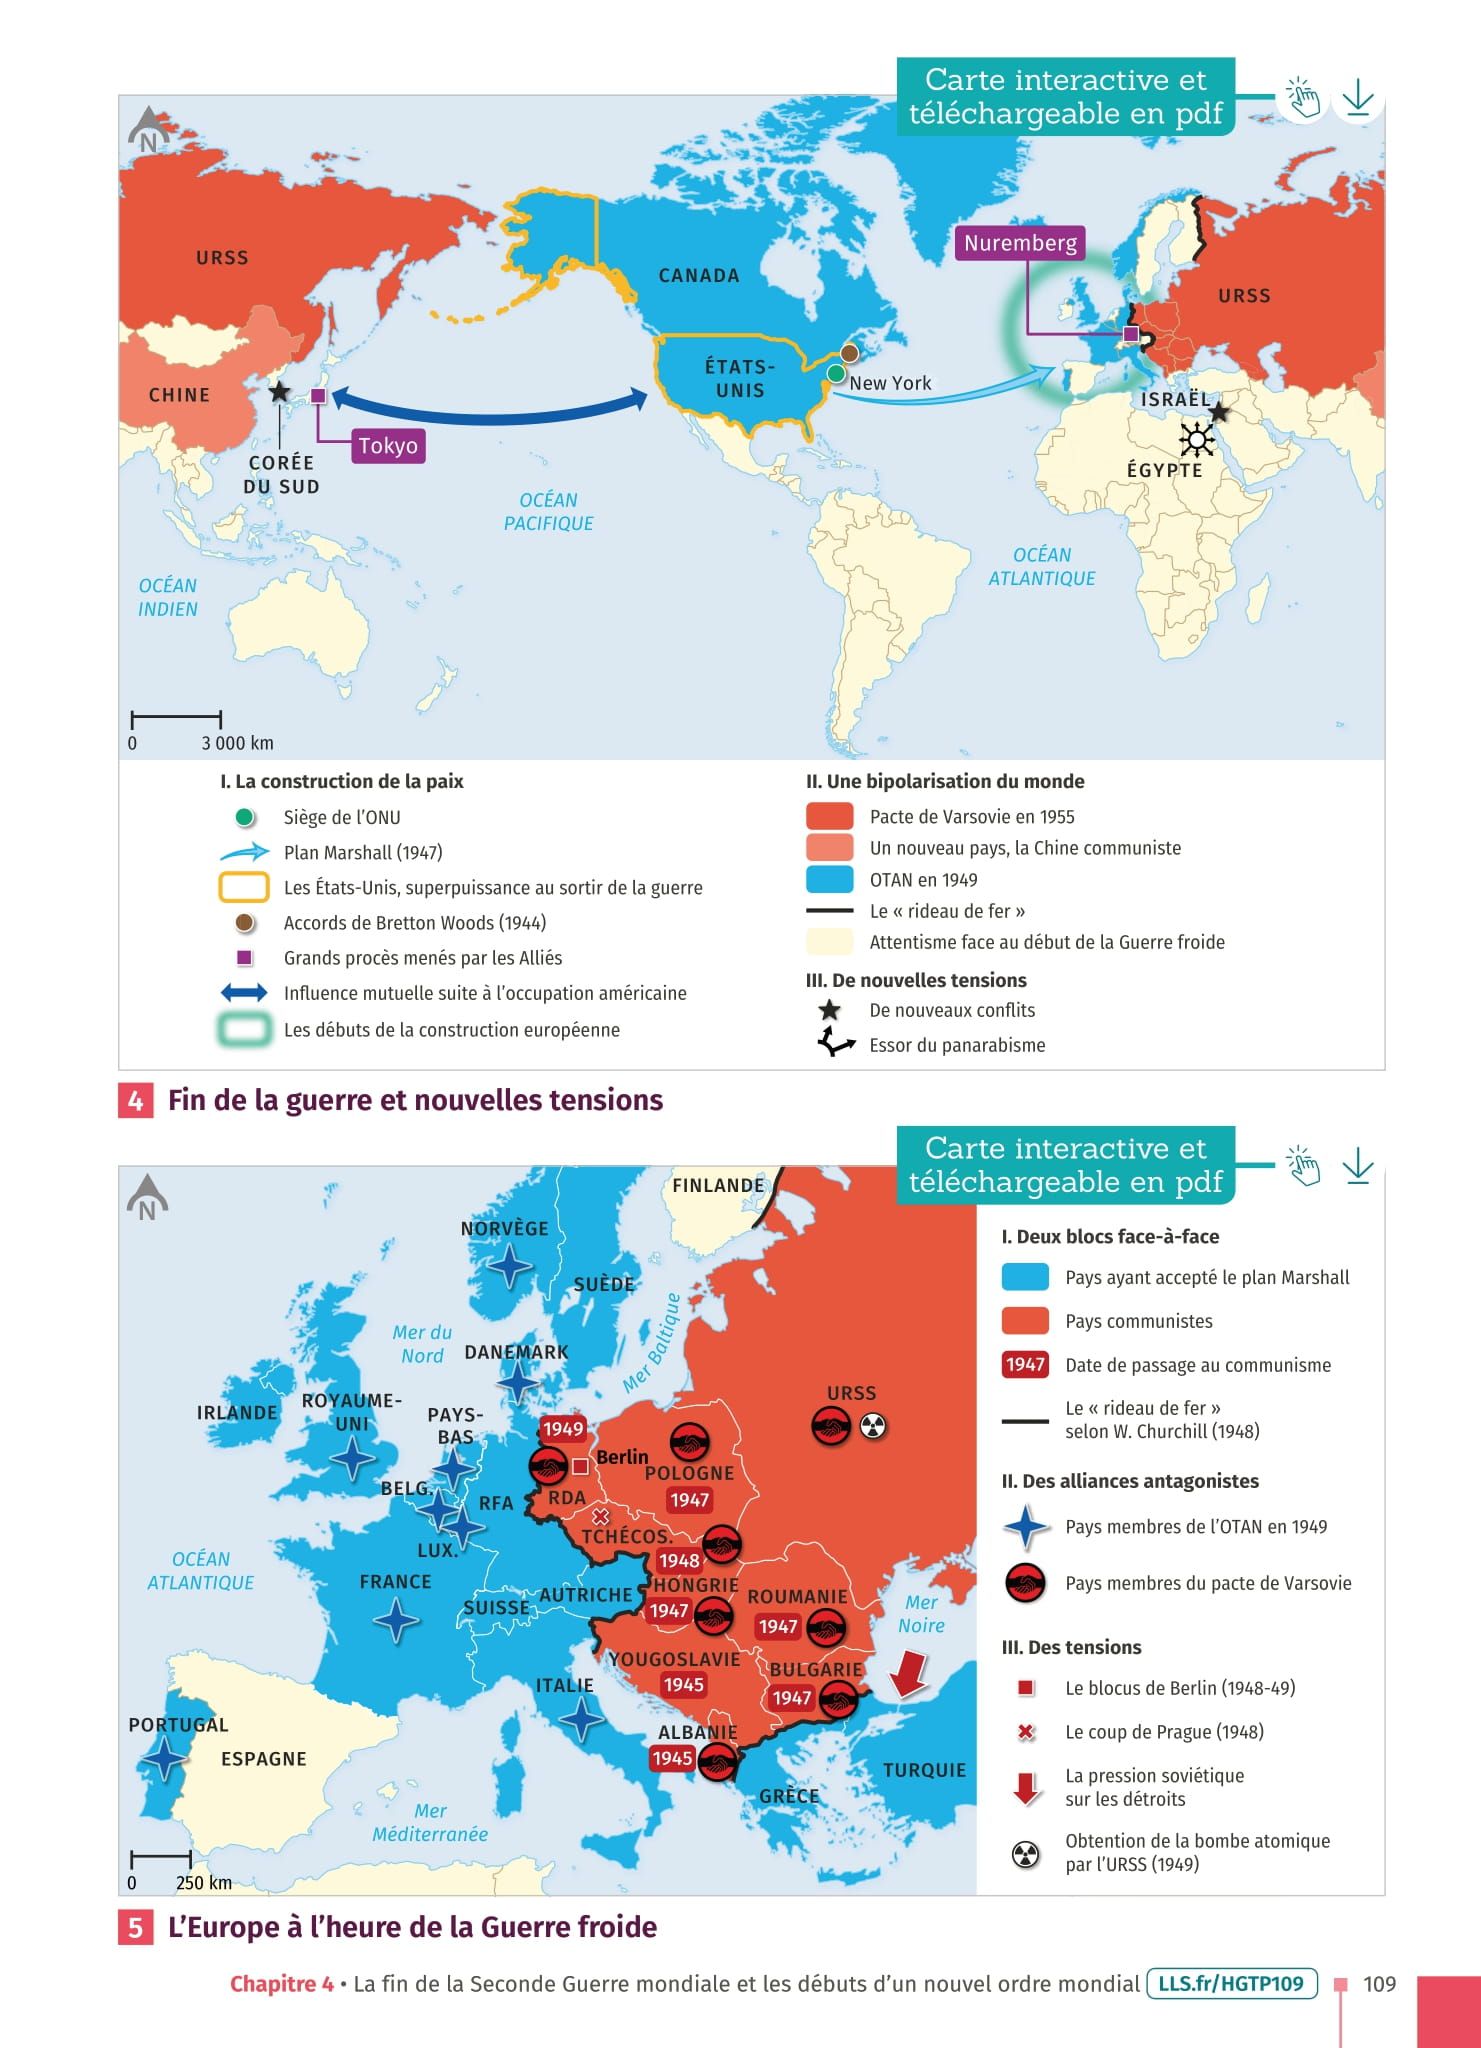 Carte interactive et
téléchargeable en pdf
N
URSS
CANADA
Nuremberg
URSS
CHINE
ÉTATS-
UNIS
New York
ISRAËL
Tokyo
CORÉE
DU SUD
ÉGYPTE
OCÉAN
PACIFIQUE
OCÉAN
ATLANTIQUE
OCÉAN
INDIEN
0 3 000 km
I. La construction de la paix
Siège de l'ONU
Plan Marshall (1947)
Les États-Unis, superpuissance au sortir de la guerre
Accords de Bretton Woods (1944)
Grands procès menés par les Alliés
Influence mutuelle suite à l'occupation américaine
Les débuts de la construction européenne
II. Une bipolarisation du monde
Pacte de Varsovie en 1955
Un nouveau pays, la Chine communiste
OTAN en 1949
Le « rideau de fer »
Attentisme face au début de la Guerre froide
III. De nouvelles tensions
De nouveaux conflits
Essor du panarabisme
4 Fin de la guerre et nouvelles tensions
Carte interactive et
téléchargeable en pdf
N
FINLANDE
NORVÈGE
SUÈDE
Mer du
Nord
DANEMARK
Mer Baltique
IRLANDE
ROYAUME-
UNI
PAYS-
BAS
URSS
1949
Berlin
POLOGNE
1947
BELG.
RFA
RDA
TCHÉCOS.
1948
LUX.
OCÉAN
ATLANTIQUE
FRANCE
SUISSE
AUTRICHE
HONGRIE
1947
ROUMANIE
1947
Mer
Noire
YOUGOSLAVIE
1945
BULGARIE
1947
ITALIE
PORTUGAL
ESPAGNE
ALBANIE
1945
GRÈCE
TURQUIE
Mer
Méditerranée
0 250 km
I. Deux blocs face-à-face
Pays ayant accepté le plan Marshall
Pays communistes
1947 Date de passage au communisme
Le « rideau de fer »
selon W. Churchill (1948)
II. Des alliances antagonistes
Pays membres de l'OTAN en 1949
Pays membres du pacte de Varsovie
III. Des tensions
Le blocus de Berlin (1948-49)
Le coup de Prague (1948)
La pression soviétique
sur les détroits
Obtention de la bombe atomique
par l'URSS (1949)
5 L'Europe à l'heure de la Guerre froide
Chapitre 4 • La fin de la Seconde Guerre mondiale et les débuts d'un nouvel ordre mondial LLS.fr/HGTP109 109